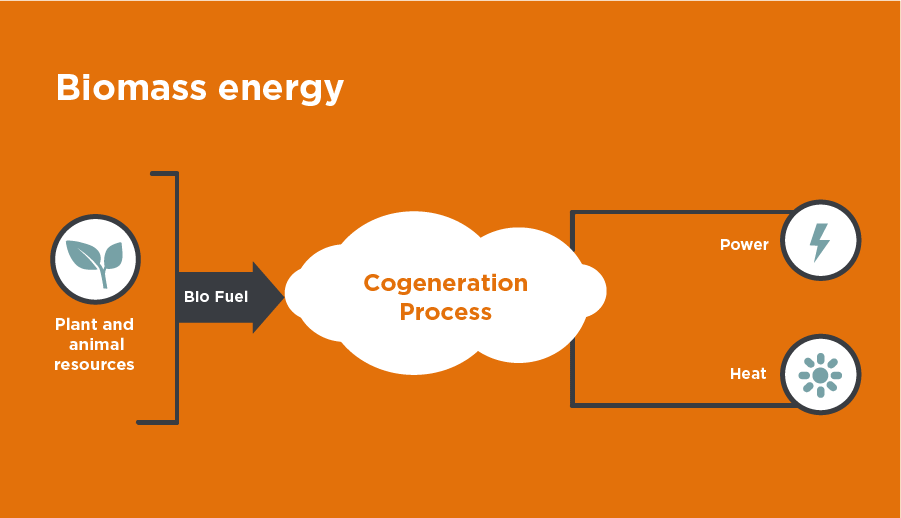 Biomass energy
Plant and
animal
resources
Bio Fuel
Cogeneration
Process
Power
Heat